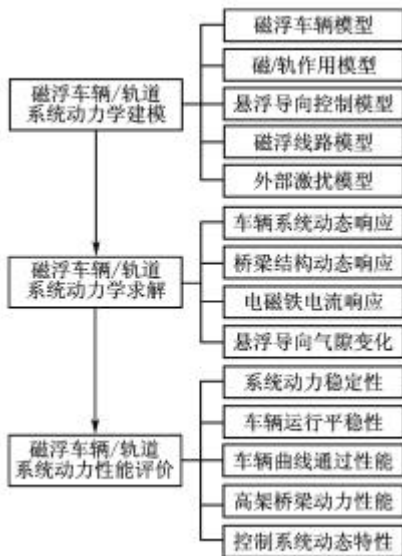 磁浮车辆模型
磁/轨作用模型
磁浮车辆/轨道
系统动力学建模
悬浮导向控制模型
磁浮线路模型
外部激扰模型
车辆系统动态响应
桥梁结构动态响应
磁浮车辆/轨道
系统动力学求解
电磁铁电流响应
悬浮导向气隙变化
系统动力稳定性
车辆运行平稳性
磁浮车辆/轨道
系统动力性能评价
车辆曲线通过性能
高架桥梁动力性能
控制系统动态特性